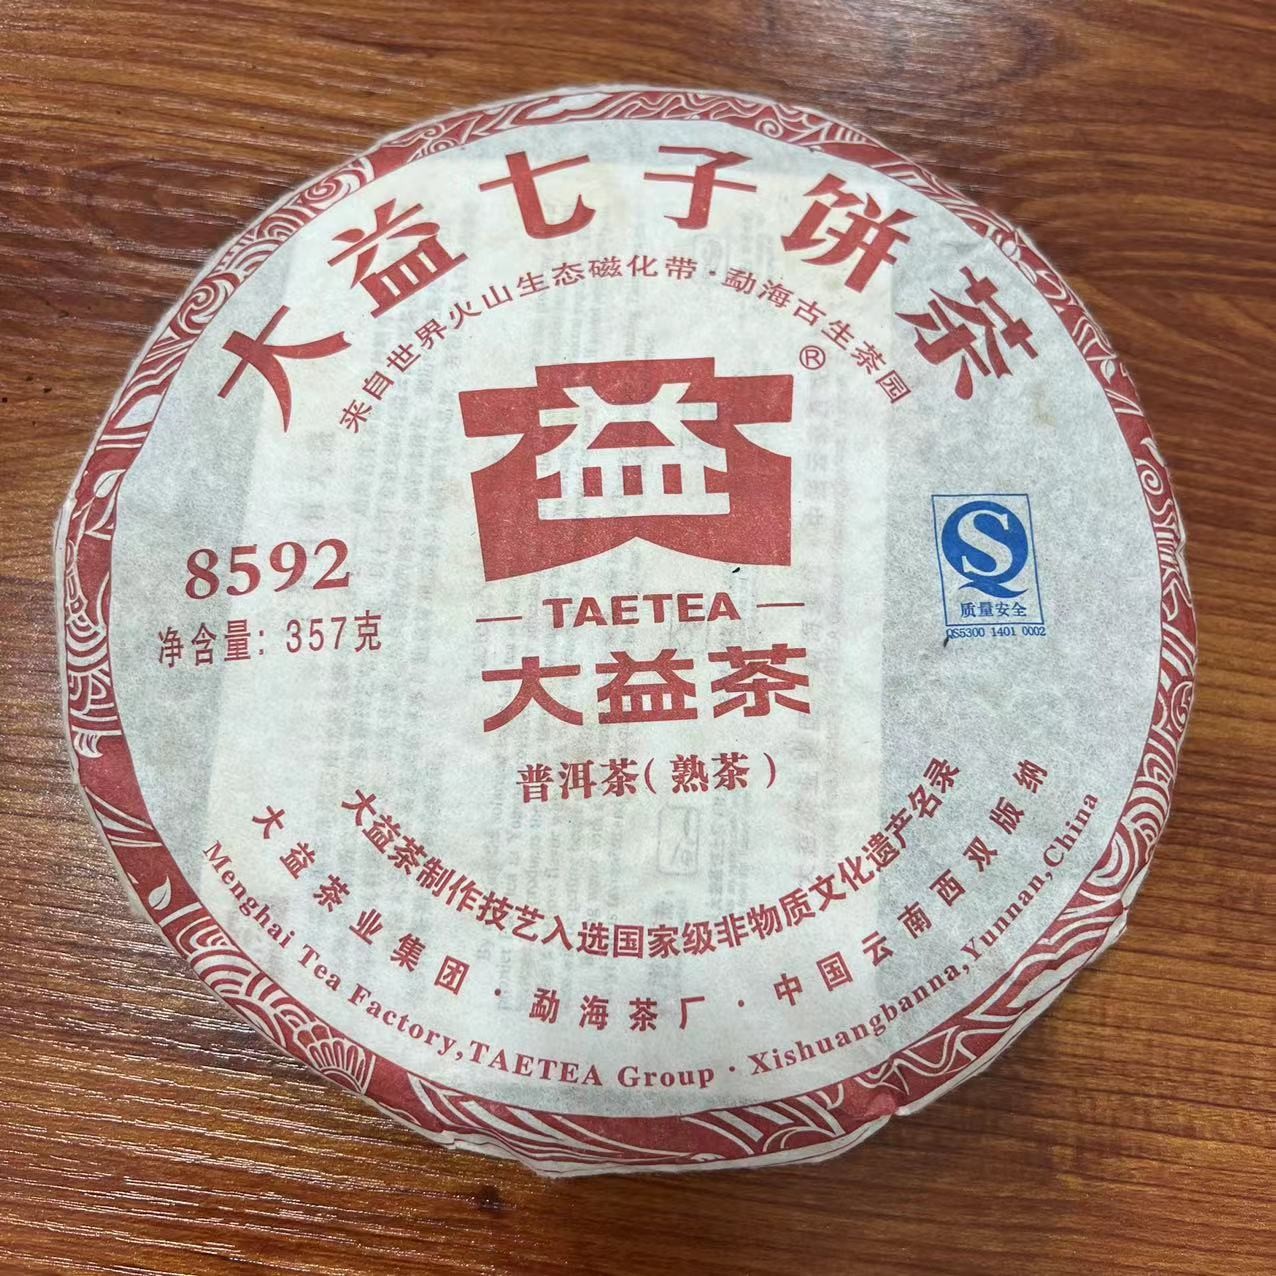 大益七子饼茶
来自世界火山生态磁化带·勐海古生茶园
益
®
8592
净含量: 357克
TAETEA
大益茶
普洱茶(熟茶)
QS
质量安全
QS5300 1401 0002
大益茶制作技艺入选国家级非物质文化遗产名录
大益茶业集团·勐海茶厂·中国云南西双版纳
Menghai Tea Factory,TAETEA Group·Xishuangbanna,Yunnan,China